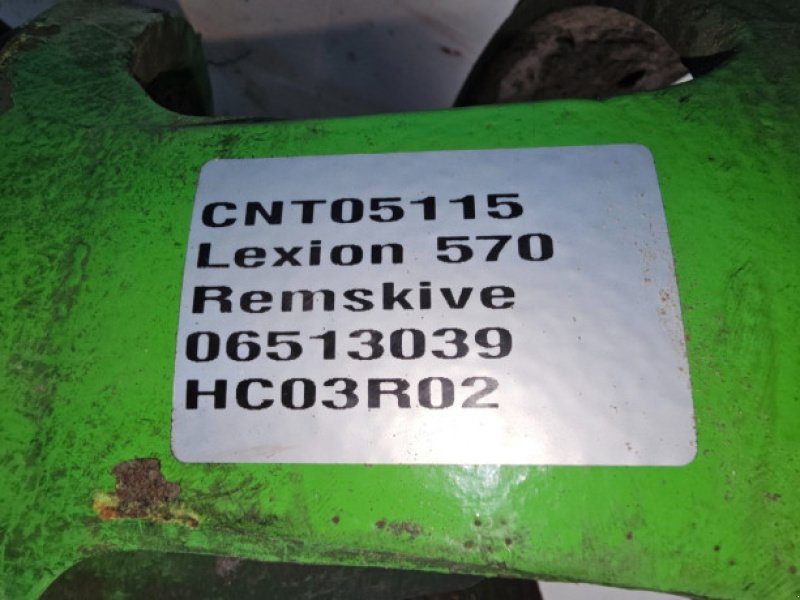 CNT05115
Lexion 570
Remskive
06513039
HC03R02